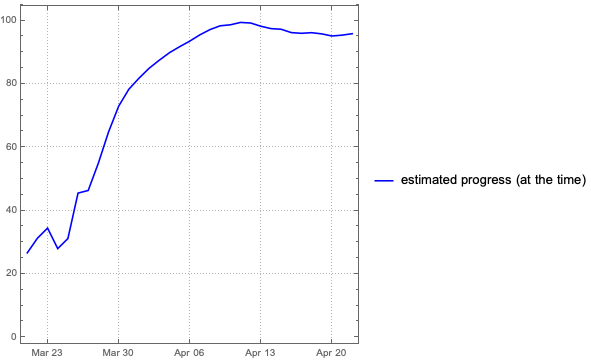 100
80
60
40
20
0
Mar 23
Mar 30
Apr 06
Apr 13
Apr 20
estimated progress (at the time)